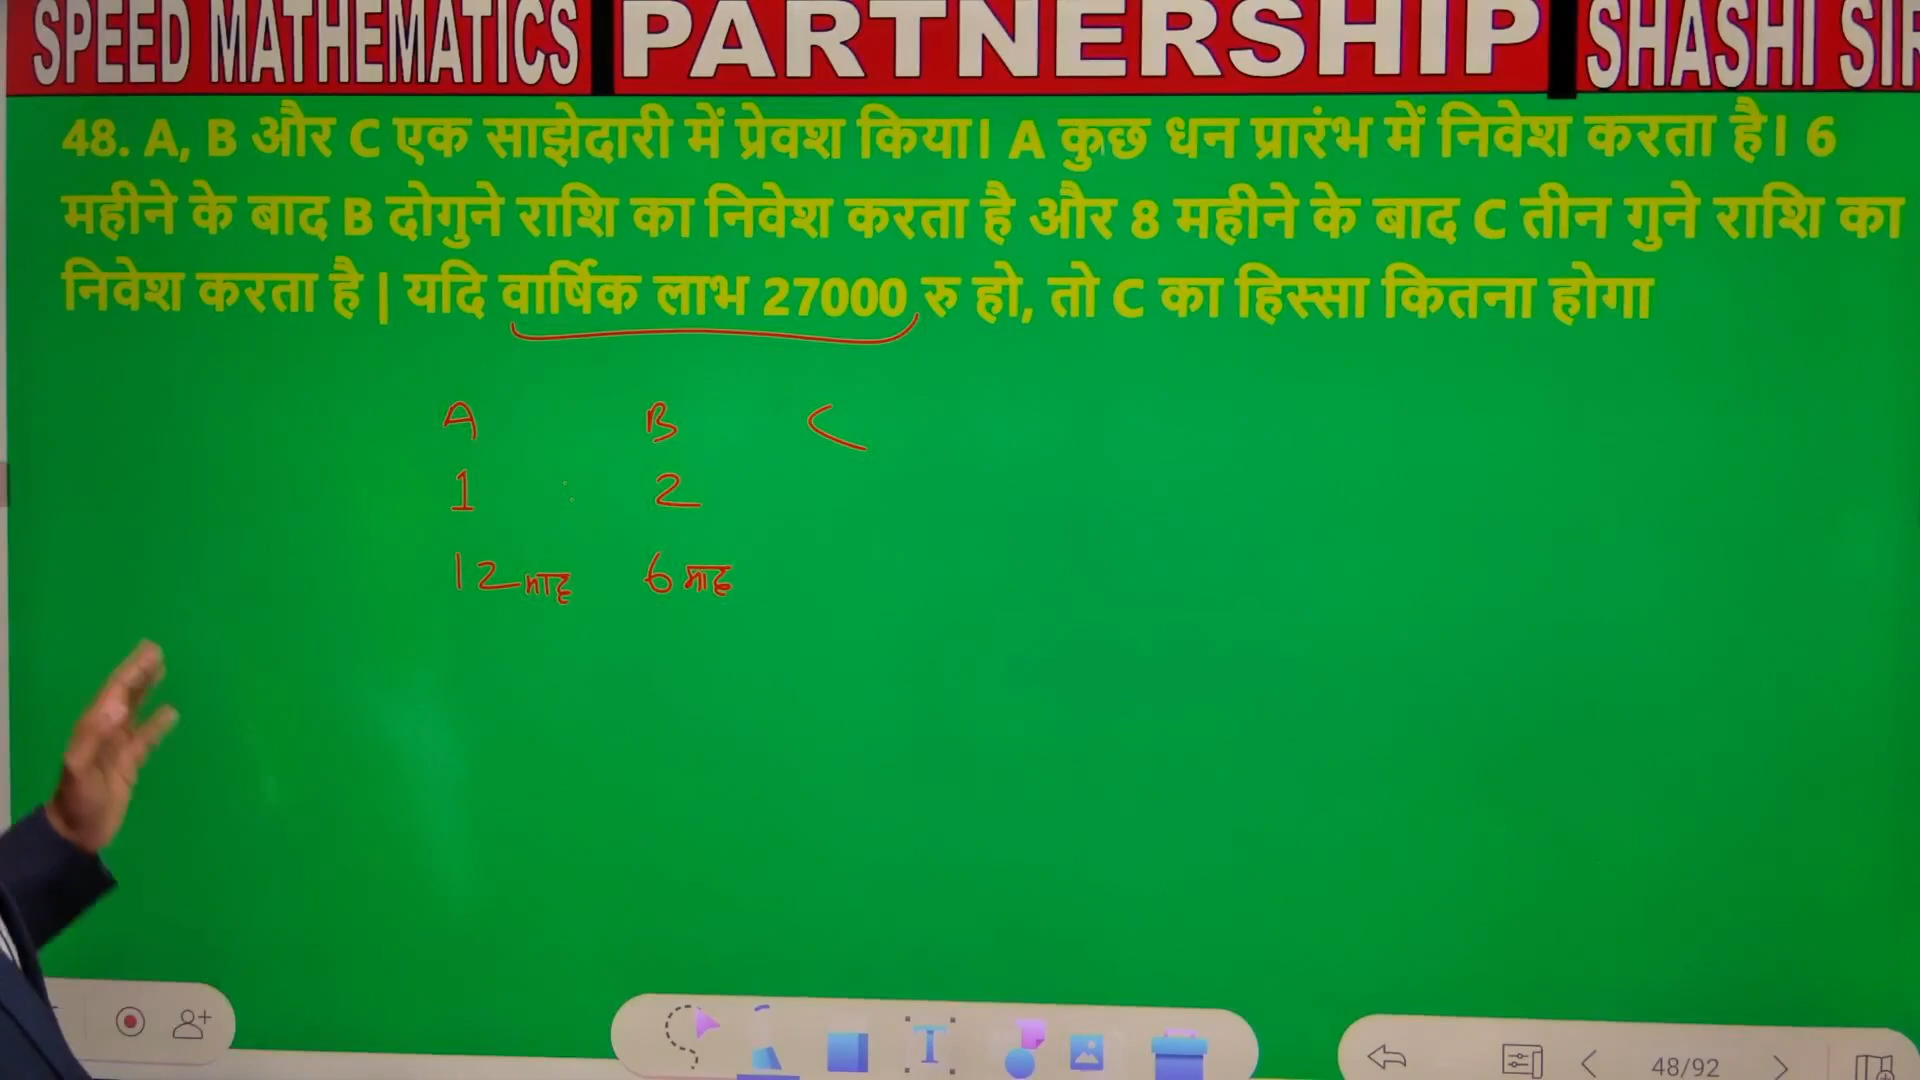 SPEED MATHEMATICS PARTNERSHIP SHASHI SIR
48. A, B और C एक साझेदारी में प्रेवश किया। A कुछ धन प्रारंभ में निवेश करता है। 6
महीने के बाद B दोगुने राशि का निवेश करता है और 8 महीने के बाद C तीन गुने राशि का
निवेश करता है | यदि वार्षिक लाभ 27000 रु हो, तो C का हिस्सा कितना होगा
A B C
1 : 2
12 माह 6 माह
T
48/92